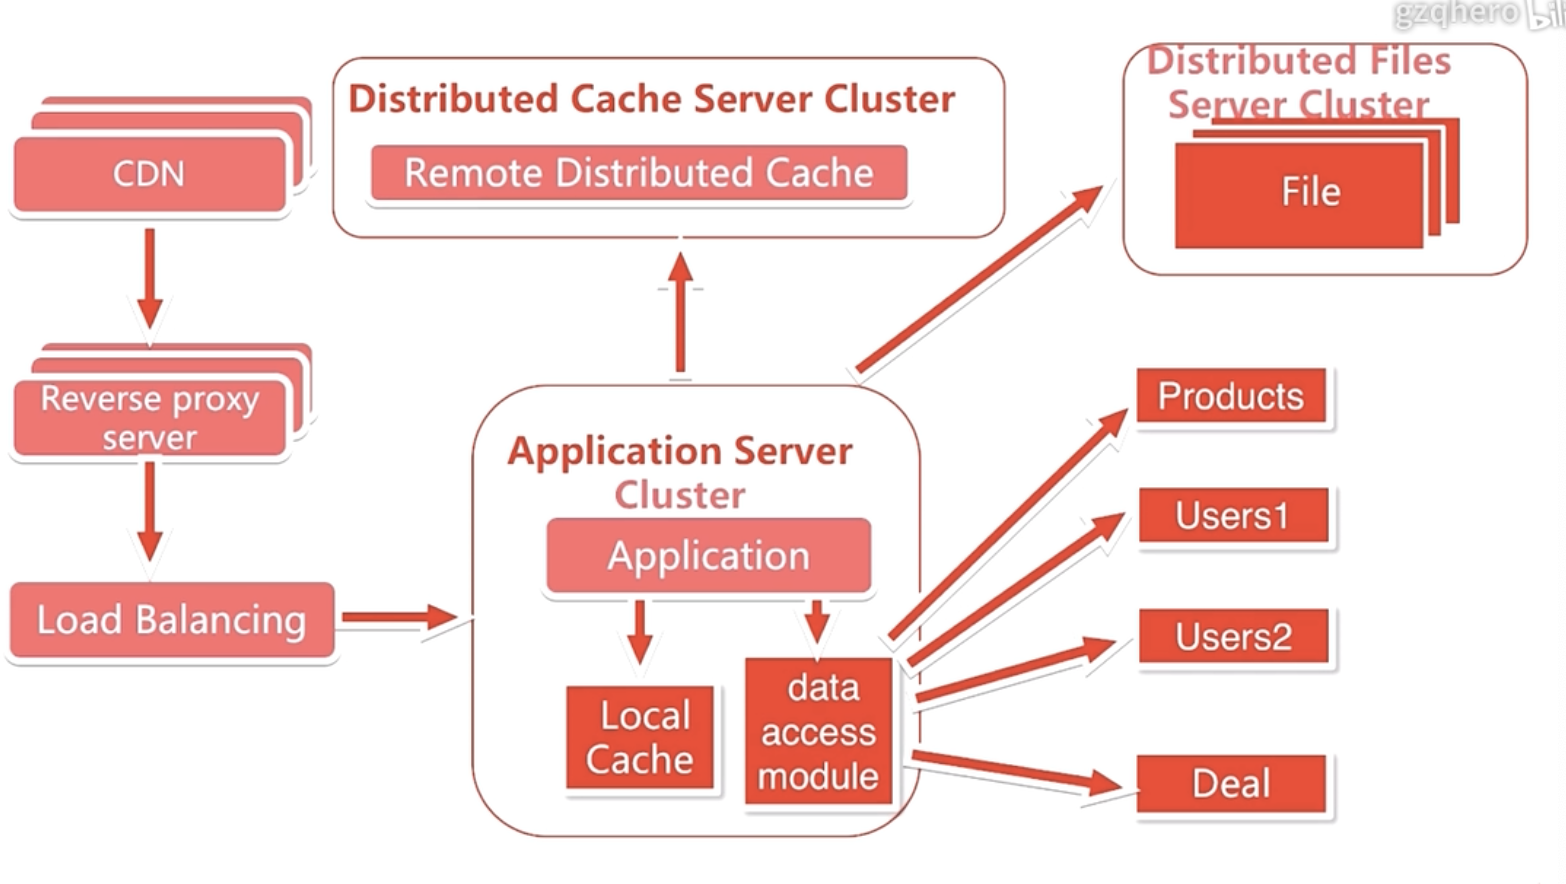 gzqhero
Distributed Cache Server Cluster
Remote Distributed Cache
Distributed Files
Server Cluster
File
CDN
Reverse proxy
server
Load Balancing
Application Server
Cluster
Application
Local
Cache
data
access
module
Products
Users1
Users2
Deal